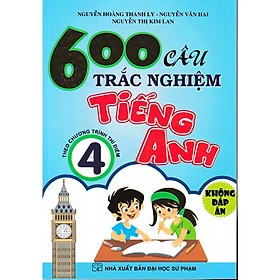 NGUYỄN HOÀNG THANH LY - NGUYỄN VĂN HAI
NGUYỄN THỊ KIM LAN
600 CÂU
TRẮC NGHIỆM
TIẾNG ANH
THEO CHƯƠNG TRÌNH THÍ ĐIỂM
4
KHÔNG
ĐÁP
ÁN
NHÀ XUẤT BẢN ĐẠI HỌC SƯ PHẠM